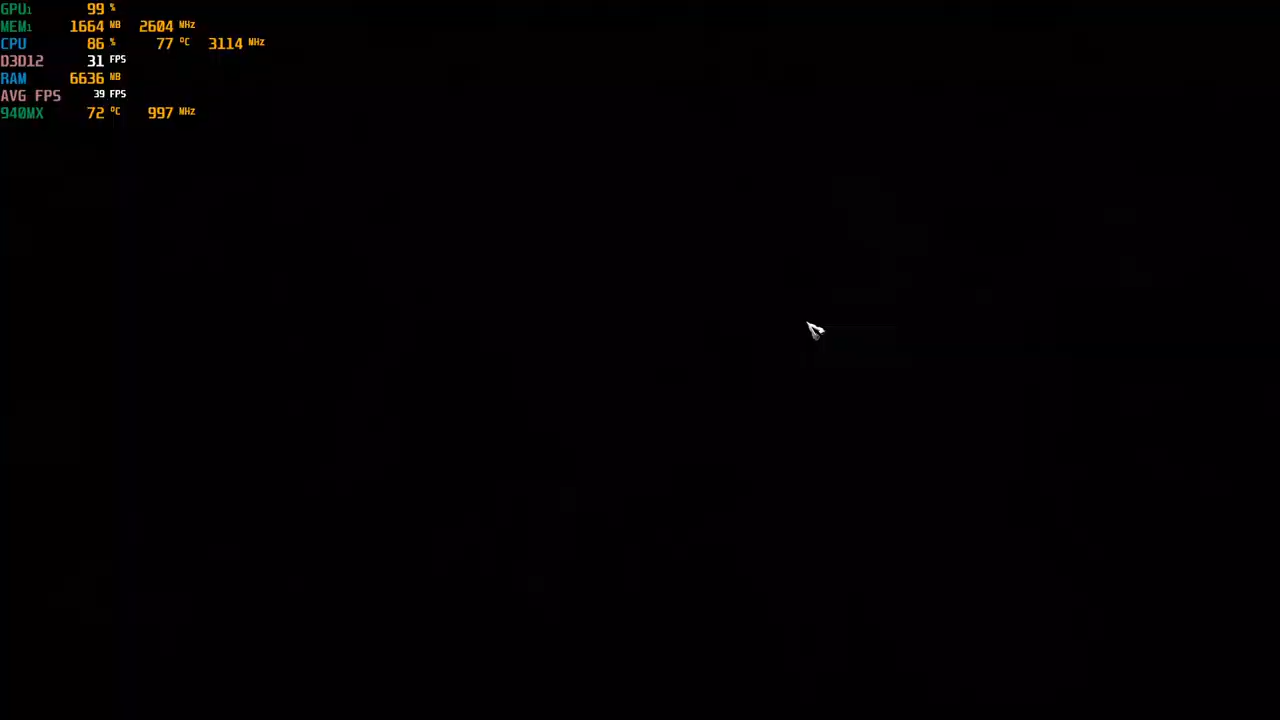 GPU1 99 %
MEM1 1664 MB 2604 MHz
CPU 86 % 77 °C 3114 MHz
D3D12 31 FPS
RAM 6636 MB
AVG FPS 39 FPS
940MX 72 °C 997 MHz